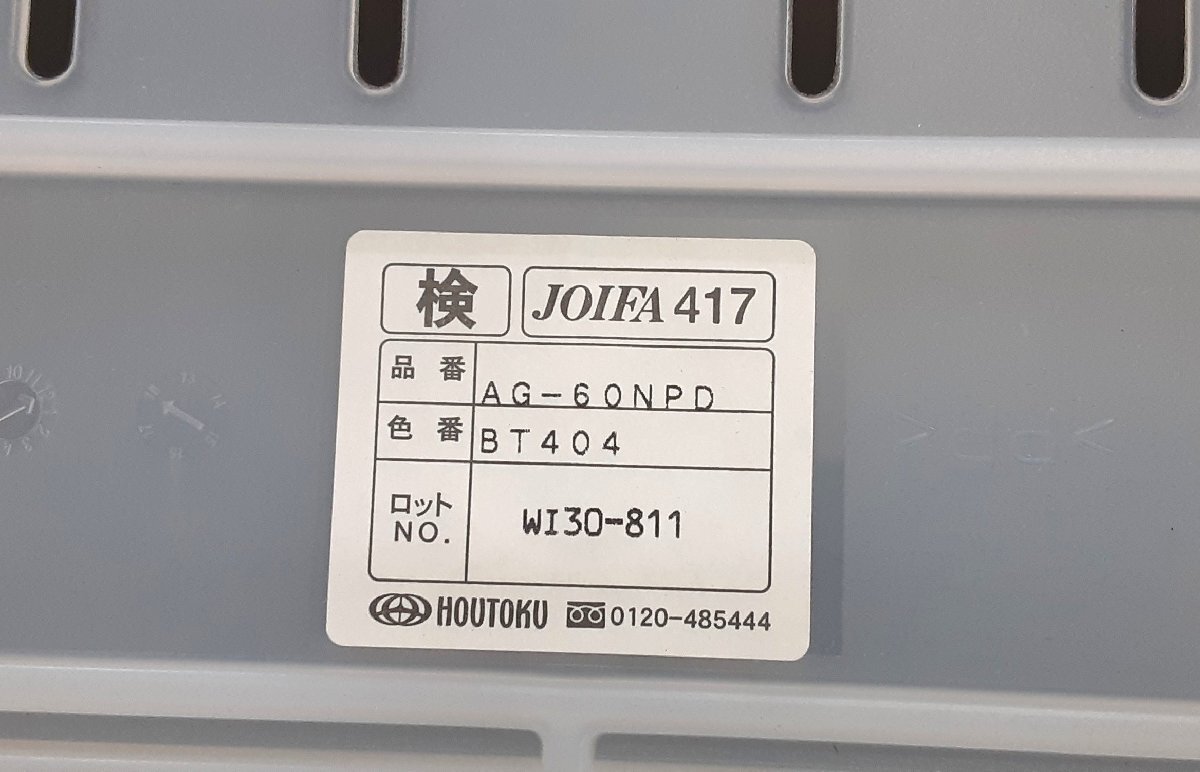 検 JOIFA 417
品番 AG-60NPD
色番 BT404
ロット
NO. WI30-811
HOUTOKU 0120-485444